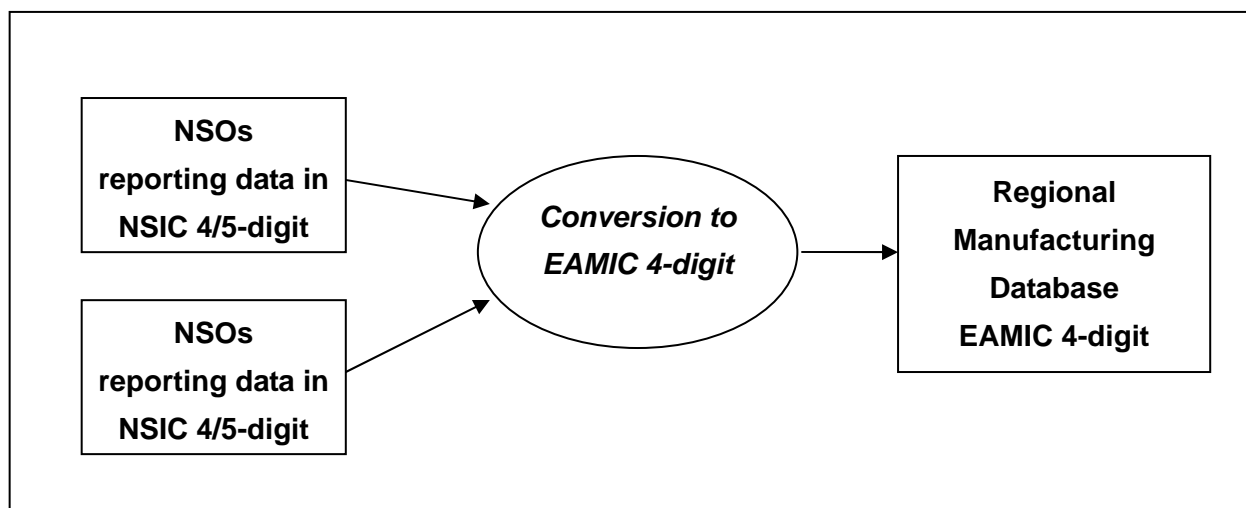 NSOs
reporting data in
NSIC 4/5-digit
NSOs
reporting data in
NSIC 4/5-digit
Conversion to
EAMIC 4-digit
Regional
Manufacturing
Database
EAMIC 4-digit